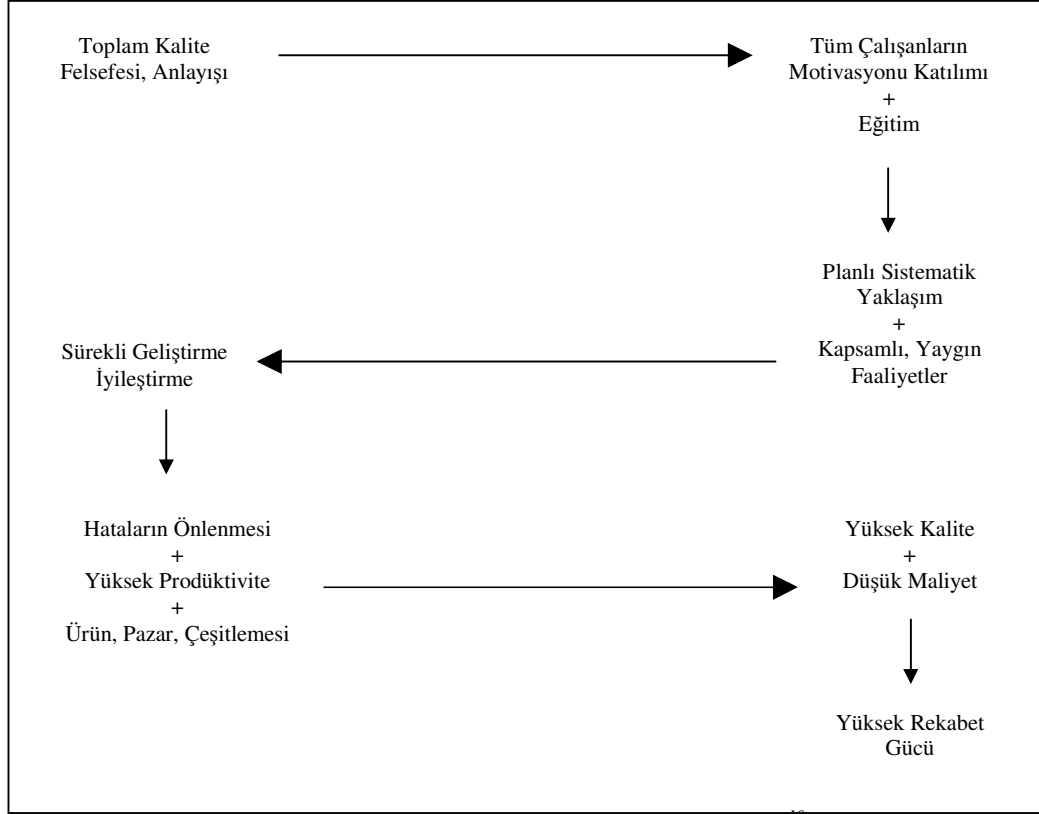 Toplam Kalite
Felsefesi, Anlayışı
Tüm Çalışanların
Motivasyonu Katılımı
+
Eğitim
Planlı Sistematik
Yaklaşım
+
Kapsamlı, Yaygın
Faaliyetler
Sürekli Geliştirme
İyileştirme
Hataların Önlenmesi
+
Yüksek Prodüktivite
+
Ürün, Pazar, Çeşitlemesi
Yüksek Kalite
+
Düşük Maliyet
Yüksek Rekabet
Gücü